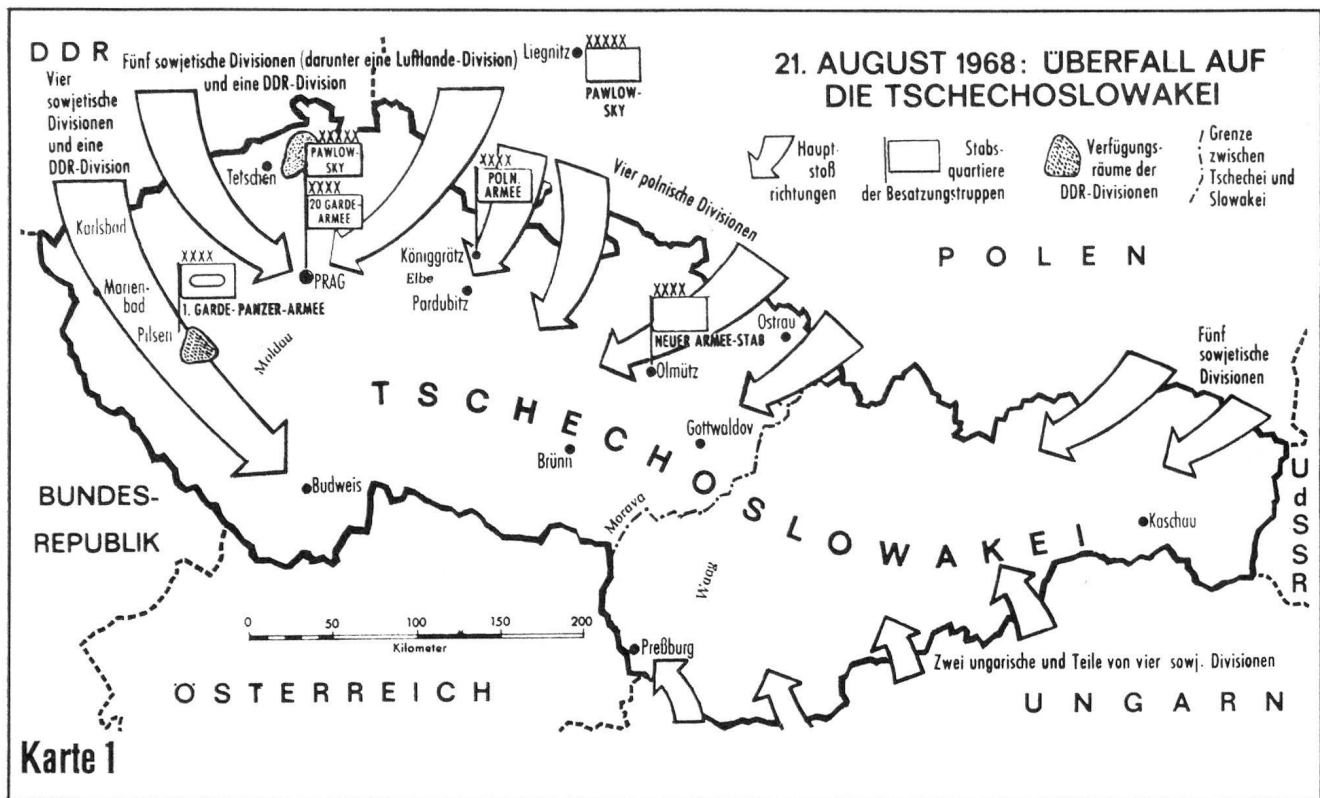 DDR
Fünf sowjetische Divisionen (darunter eine Luftlande-Division)
und eine DDR-Division
Vier
sowjetische
Divisionen
und eine
DDR-Division
Liegnitz
XXXXX
PAWLOW-
SKY
21. AUGUST 1968: ÜBERFALL AUF
DIE TSCHECHOSLOWAKEI
Haupt-
stoß
richtungen
Stabs-
quartiere
der Besatzungstruppen
Verfügungs-
räume der
DDR-Divisionen
Grenze
zwischen
Tschechei und
Slowakei
Tetschen
XXXXX
PAWLOW-
SKY
XXXX
20 GARDE-
ARMEE
XXXX
POLN.
ARMEE
Vier polnische Divisionen
POLEN
Karlsbad
XXXX
1. GARDE-PANZER-ARMEE
Marien-
bad
Pilsen
PRAG
Königgrätz
Elbe
Pardubitz
Moldau
XXXX
NEUER ARMEE-STAB
Ostrau
Olmütz
Fünf
sowjetische
Divisionen
TSCHECHOSLOWAKEI
Gottwaldov
Brünn
Budweis
BUNDES-
REPUBLIK
Morava
Waag
Kaschau
UdSSR
0 50 100 150 200
Kilometer
Preßburg
Zwei ungarische und Teile von vier sowj. Divisionen
ÖSTERREICH
UNGARN
Karte 1